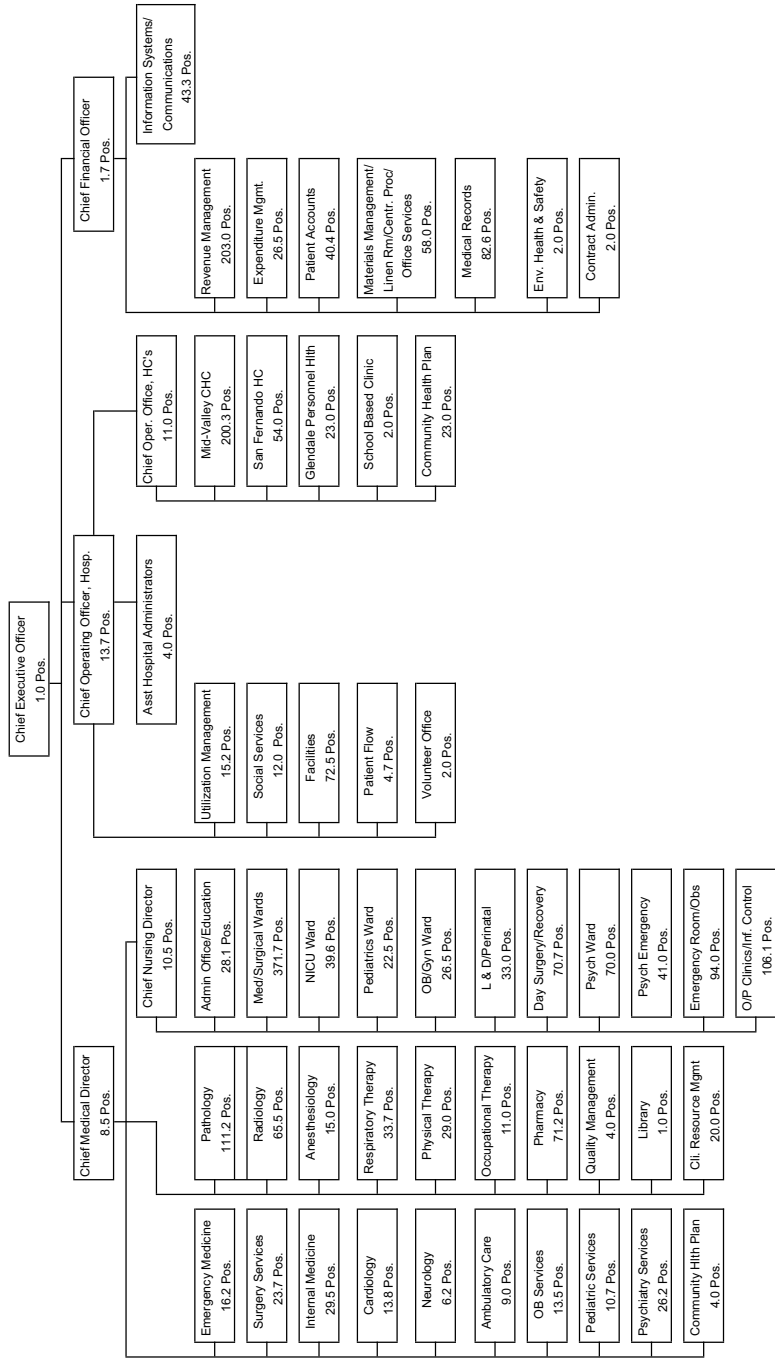 Chief Executive Officer
1.0 Pos.
Chief Medical Director
8.5 Pos.
Chief Operating Officer, Hosp.
13.7 Pos.
Chief Financial Officer
1.7 Pos.
Emergency Medicine
16.2 Pos.
Surgery Services
23.7 Pos.
Internal Medicine
29.5 Pos.
Cardiology
13.8 Pos.
Neurology
6.2 Pos.
Ambulatory Care
9.0 Pos.
OB Services
13.5 Pos.
Pediatric Services
10.7 Pos.
Psychiatry Services
26.2 Pos.
Community Hlth Plan
4.0 Pos.
Pathology
111.2 Pos.
Radiology
65.5 Pos.
Anesthesiology
15.0 Pos.
Respiratory Therapy
33.7 Pos.
Physical Therapy
29.0 Pos.
Occupational Therapy
11.0 Pos.
Pharmacy
71.2 Pos.
Quality Management
4.0 Pos.
Library
1.0 Pos.
Cli. Resource Mgmt
20.0 Pos.
Chief Nursing Director
10.5 Pos.
Admin Office/Education
28.1 Pos.
Med/Surgical Wards
371.7 Pos.
NICU Ward
39.6 Pos.
Pediatrics Ward
22.5 Pos.
OB/Gyn Ward
26.5 Pos.
L & D/Perinatal
33.0 Pos.
Day Surgery/Recovery
70.7 Pos.
Psych Ward
70.0 Pos.
Psych Emergency
41.0 Pos.
Emergency Room/Obs
94.0 Pos.
O/P Clinics/Inf. Control
106.1 Pos.
Utilization Management
15.2 Pos.
Social Services
12.0 Pos.
Facilities
72.5 Pos.
Patient Flow
4.7 Pos.
Volunteer Office
2.0 Pos.
Asst Hospital Administrators
4.0 Pos.
Chief Oper. Office, HC's
11.0 Pos.
Mid-Valley CHC
200.3 Pos.
San Fernando HC
54.0 Pos.
Glendale Personnel Hlth
23.0 Pos.
School Based Clinic
2.0 Pos.
Community Health Plan
23.0 Pos.
Revenue Management
203.0 Pos.
Expenditure Mgmt.
26.5 Pos.
Patient Accounts
40.4 Pos.
Materials Management/
Linen Rm/Centr. Proc/
Office Services
58.0 Pos.
Medical Records
82.6 Pos.
Env. Health & Safety
2.0 Pos.
Contract Admin.
2.0 Pos.
Information Systems/
Communications
43.3 Pos.